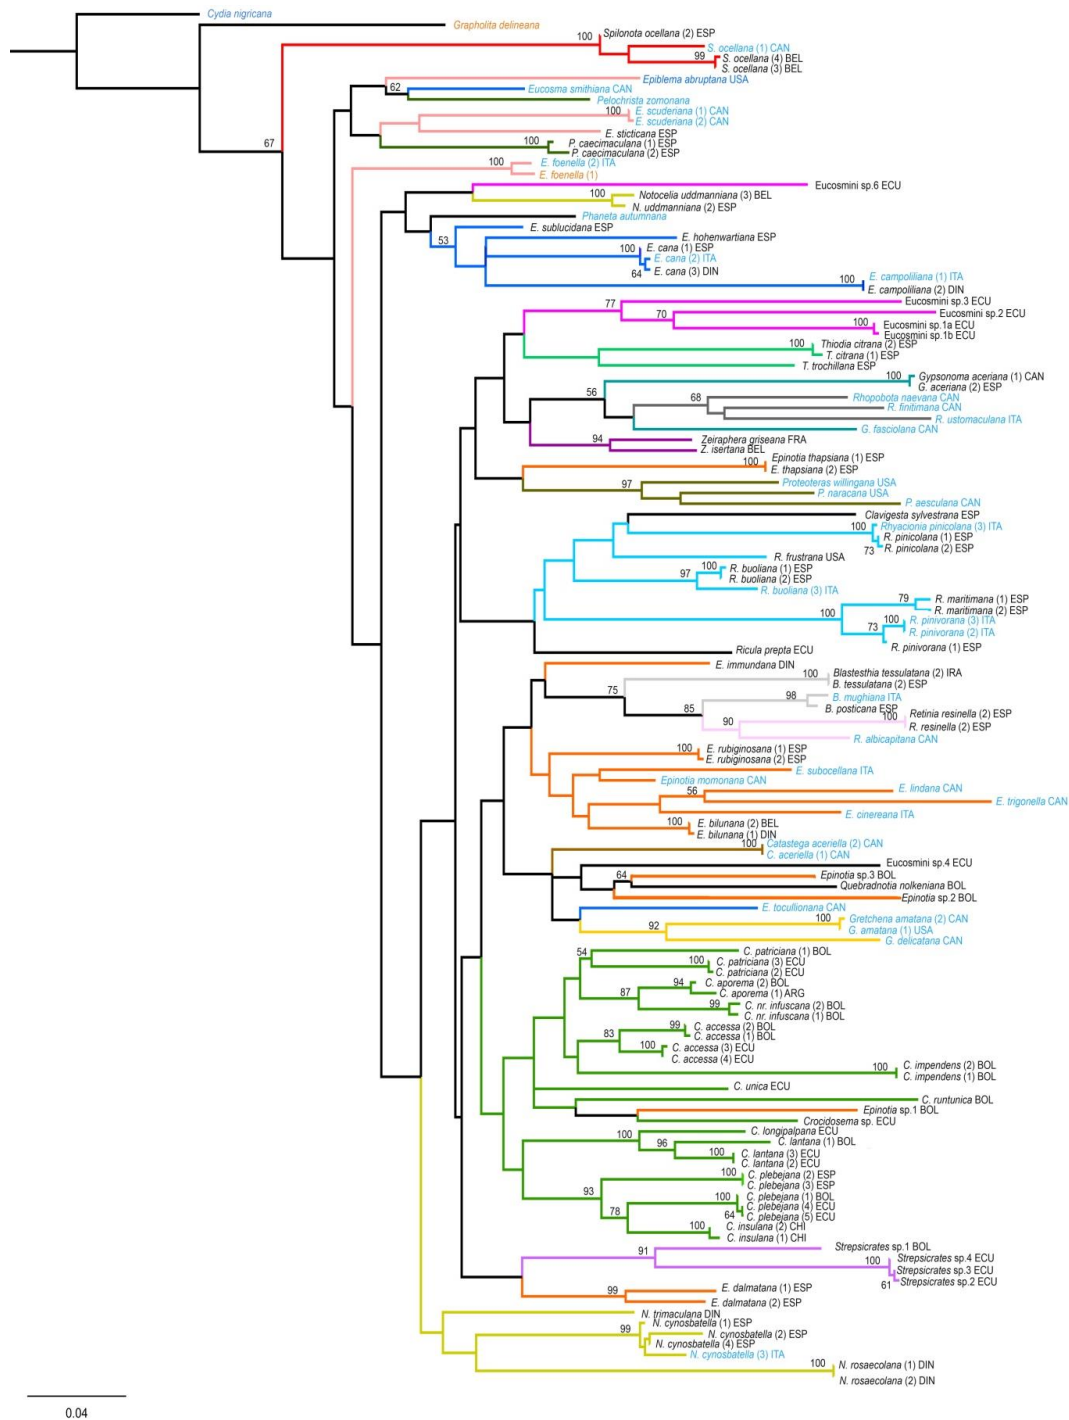 Cydia nigricana
Grapholita delineana
100
Spilonota ocellana (2) ESP
S. ocellana (1) CAN
99
S. ocellana (4) BEL
S. ocellana (3) BEL
67
Epiblema abruptana USA
62
Eucosma smithiana CAN
Pelochrista zomonana
100
E. scuderiana (1) CAN
E. scuderiana (2) CAN
E. sticticana ESP
100
P. caecimaculana (1) ESP
P. caecimaculana (2) ESP
100
E. foenella (2) ITA
E. foenella (1)
Eucosmini sp.6 ECU
100
Notocelia uddmanniana (3) BEL
N. uddmanniana (2) ESP
Phaneta autumnana
E. sublucidana ESP
53
E. hohenwartiana ESP
100
E. cana (1) ESP
E. cana (2) ITA
64
E. cana (3) DIN
100
E. campoliliana (1) ITA
E. campoliliana (2) DIN
77
Eucosmini sp.3 ECU
70
Eucosmini sp.2 ECU
100
Eucosmini sp.1a ECU
Eucosmini sp.1b ECU
100
Thiodia citrana (2) ESP
T. citrana (1) ESP
T. trochillana ESP
56
100
Gypsonoma aceriana (1) CAN
G. aceriana (2) ESP
68
Rhopobota naevana CAN
R. finitimana CAN
R. ustomaculana ITA
G. fasciolana CAN
94
Zeiraphera griseana FRA
Z. isertana BEL
100
Epinotia thapsiana (1) ESP
E. thapsiana (2) ESP
97
Proteoteras willingana USA
P. naracana USA
P. aesculana CAN
Clavigesta sylvestrana ESP
100
Rhyacionia pinicolana (3) ITA
R. pinicolana (1) ESP
73
R. pinicolana (2) ESP
R. frustrana USA
97
100
R. buoliana (1) ESP
R. buoliana (2) ESP
R. buoliana (3) ITA
100
79
R. maritimana (1) ESP
R. maritimana (2) ESP
73
100
R. pinivorana (3) ITA
R. pinivorana (2) ITA
R. pinivorana (1) ESP
Ricula prepta ECU
E. immundana DIN
75
100
Blastesthia tessulatana (2) IRA
B. tessulatana (2) ESP
85
98
B. mughiana ITA
B. posticana ESP
90
100
Retinia resinella (2) ESP
R. resinella (2) ESP
R. albicapitana CAN
100
E. rubiginosana (1) ESP
E. rubiginosana (2) ESP
E. subocellana ITA
Epinotia momonana CAN
56
E. lindana CAN
E. trigonella CAN
E. cinereana ITA
100
E. bilunana (2) BEL
E. bilunana (1) DIN
100
Catastega aceriella (2) CAN
C. aceriella (1) CAN
Eucosmini sp.4 ECU
64
Epinotia sp.3 BOL
Quebradnotia nolkeniana BOL
Epinotia sp.2 BOL
E. tocullionana CAN
92
100
Gretchena amatana (2) CAN
G. amatana (1) USA
G. delicatana CAN
54
C. patriciana (1) BOL
100
C. patriciana (3) ECU
C. patriciana (2) ECU
87
94
C. aporema (2) BOL
C. aporema (1) ARG
99
C. nr. infuscana (2) BOL
C. nr. infuscana (1) BOL
83
99
C. accessa (2) BOL
C. accessa (1) BOL
100
C. accessa (3) ECU
C. accessa (4) ECU
100
C. impendens (2) BOL
C. impendens (1) BOL
C. unica ECU
C. runtunica BOL
Epinotia sp.1 BOL
Crocidosema sp. ECU
100
C. longipalpana ECU
96
C. lantana (1) BOL
100
C. lantana (3) ECU
C. lantana (2) ECU
93
100
C. plebejana (2) ESP
C. plebejana (3) ESP
78
100
C. plebejana (1) BOL
C. plebejana (4) ECU
64
C. plebejana (5) ECU
100
C. insulana (2) CHI
C. insulana (1) CHI
91
Strepsicrates sp.1 BOL
100
Strepsicrates sp.4 ECU
Strepsicrates sp.3 ECU
61
Strepsicrates sp.2 ECU
99
E. dalmatana (1) ESP
E. dalmatana (2) ESP
N. trimaculana DIN
99
N. cynosbatella (1) ESP
N. cynosbatella (2) ESP
N. cynosbatella (4) ESP
N. cynosbatella (3) ITA
100
N. rosaecolana (1) DIN
N. rosaecolana (2) DIN
0.04